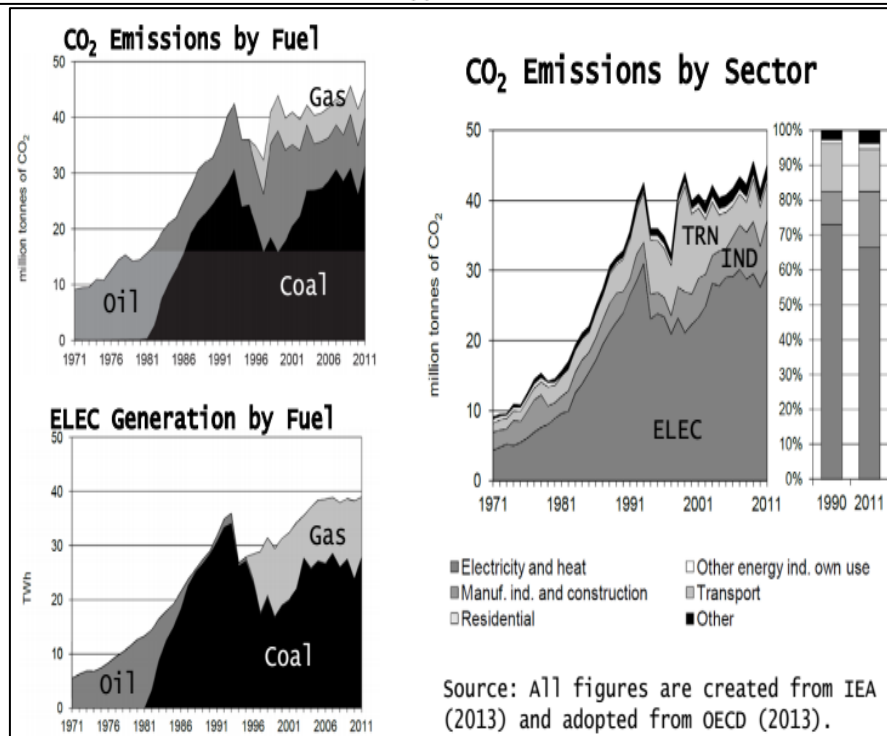 CO₂ Emissions by Fuel
50
40
30
20
10
0
million tonnes of CO₂
Gas
Oil
Coal
1971 1976 1981 1986 1991 1996 2001 2006 2011
ELEC Generation by Fuel
50
40
30
20
10
0
TWh
Gas
Oil
Coal
1971 1976 1981 1986 1991 1996 2001 2006 2011
CO₂ Emissions by Sector
50
40
30
20
10
0
million tonnes of CO₂
TRN
IND
ELEC
1971 1981 1991 2001 2011
100%
90%
80%
70%
60%
50%
40%
30%
20%
10%
0%
1990 2011
Electricity and heat
Other energy ind. own use
Manuf. ind. and construction
Transport
Residential
Other
Source: All figures are created from IEA
(2013) and adopted from OECD (2013).